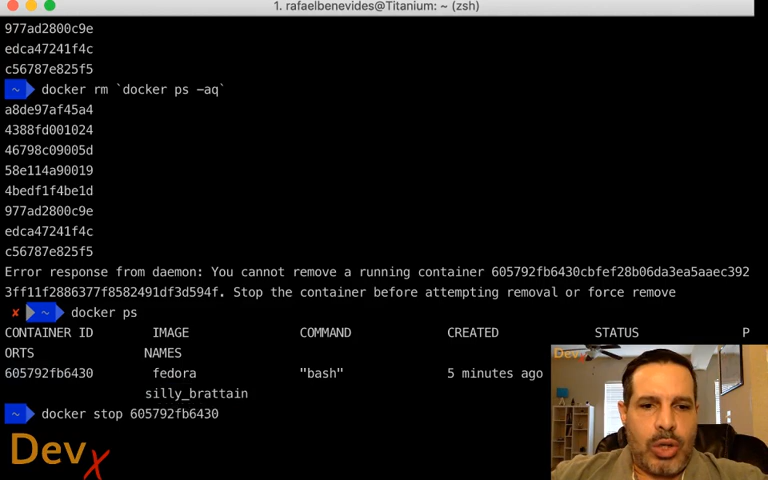 1. rafaelbenevides@Titanium: ~ (zsh)
977ad2800c9e
edca47241f4c
c56787e825f5
~ docker rm `docker ps -aq`
a8de97af45a4
4388fd001024
46798c09005d
58e114a90019
4bedf1f4be1d
977ad2800c9e
edca47241f4c
c56787e825f5
Error response from daemon: You cannot remove a running container 605792fb6430cbfef28b06da3ea5aaec392
3ff11f2886377f8582491df3d594f. Stop the container before attempting removal or force remove
✘ ~ docker ps
CONTAINER ID IMAGE COMMAND CREATED STATUS P
ORTS NAMES
605792fb6430 fedora "bash" 5 minutes ago
silly_brattain
~ docker stop 605792fb6430
DevX
Devx